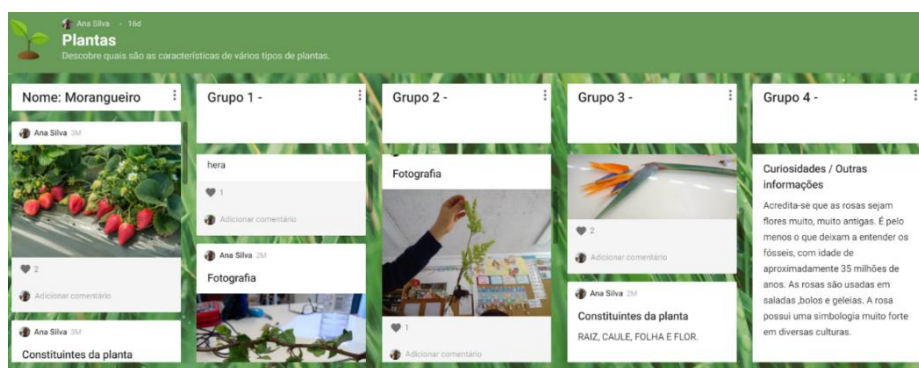 Ana Silva · 16d
Plantas
Descobre quais são as características de vários tipos de plantas.
Nome: Morangueiro
Ana Silva 3M
2
Adicionar comentário
Ana Silva 3M
Constituintes da planta
Grupo 1 -
hera
1
Adicionar comentário
Ana Silva 2M
Fotografia
Grupo 2 -
Fotografia
1
Adicionar comentário
Grupo 3 -
2
Adicionar comentário
Ana Silva 2M
Constituintes da planta
RAIZ, CAULE, FOLHA E FLOR.
Grupo 4 -
Curiosidades / Outras
informações
Acredita-se que as rosas sejam
flores muito, muito antigas. É pelo
menos o que deixam a entender os
fósseis, com idade de
aproximadamente 35 milhões de
anos. As rosas são usadas em
saladas ,bolos e geleias. A rosa
possui uma simbologia muito forte
em diversas culturas.